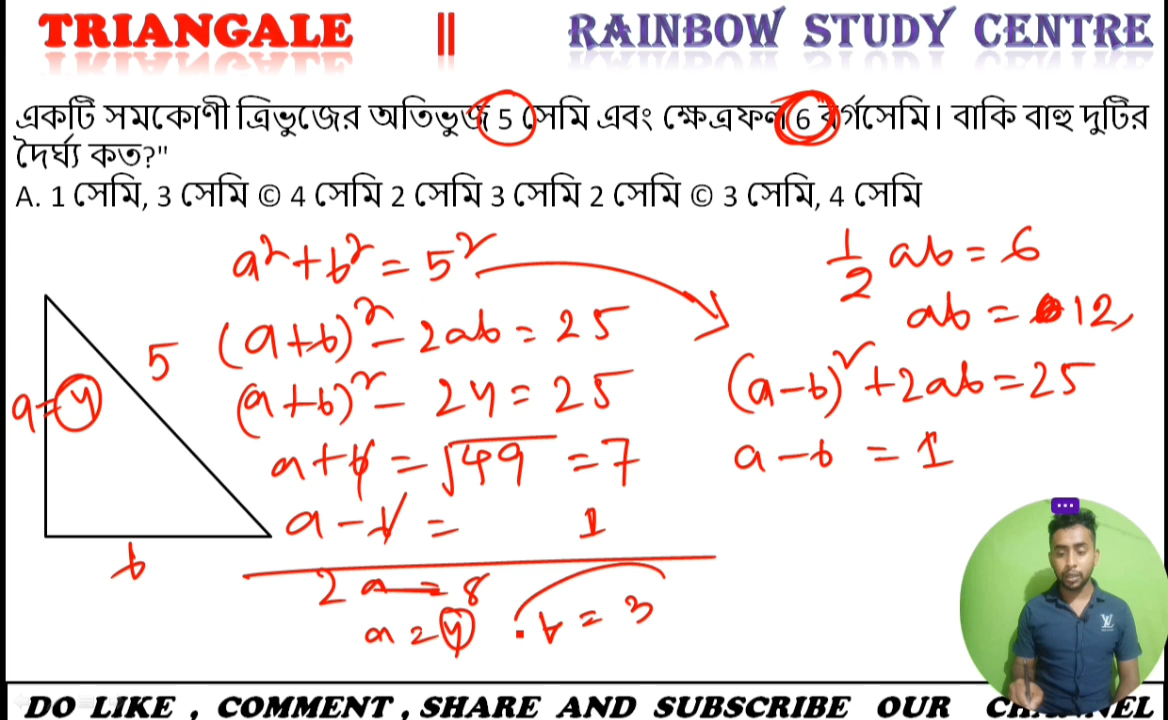 TRIANGALE || RAINBOW STUDY CENTRE
একটি সমকোণী ত্রিভুজের অতিভুজ 5 সেমি এবং ক্ষেত্রফল 6 বর্গসেমি। বাকি বাহু দুটির
দৈর্ঘ্য কত?"
A. 1 সেমি, 3 সেমি © 4 সেমি 2 সেমি 3 সেমি 2 সেমি © 3 সেমি, 4 সেমি
a² + b² = 5²
(a+b)² - 2ab = 25
(a+b)² - 24 = 25
a+b = √49 = 7
a - b = 1
2a = 8
a = 4 b = 3
½ ab = 6
ab = 12,
(a-b)² + 2ab = 25
a - b = 1
5
a = 4
b
DO LIKE , COMMENT , SHARE AND SUBSCRIBE OUR